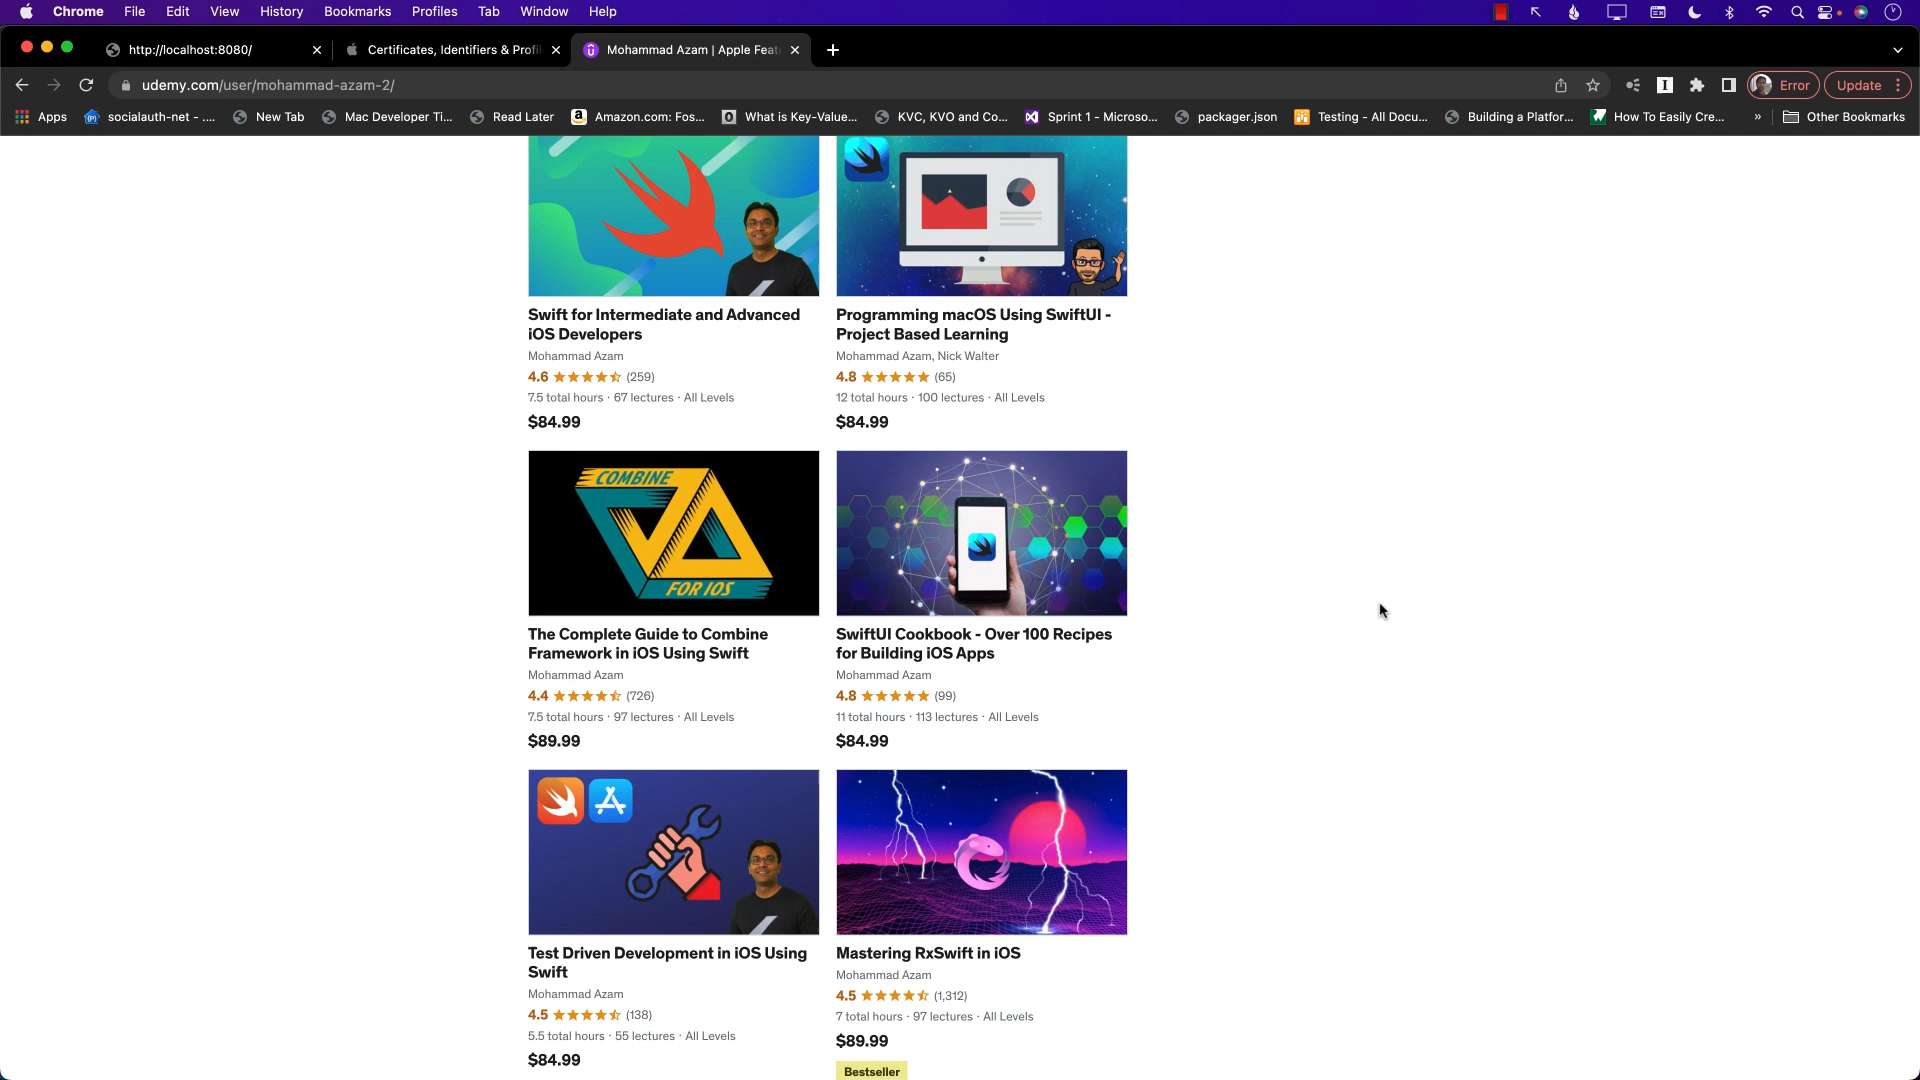 Chrome File Edit View History Bookmarks Profiles Tab Window Help
http://localhost:8080/ Certificates, Identifiers & Profil Mohammad Azam | Apple Feat
udemy.com/user/mohammad-azam-2/ Error Update
Apps socialauth-net - .... New Tab Mac Developer Ti... Read Later Amazon.com: Fos... What is Key-Value... KVC, KVO and Co... Sprint 1 - Microso... packager.json Testing - All Docu... Building a Platfor... How To Easily Cre... » Other Bookmarks
Swift for Intermediate and Advanced
iOS Developers
Mohammad Azam
4.6 (259)
7.5 total hours · 67 lectures · All Levels
$84.99
Programming macOS Using SwiftUI -
Project Based Learning
Mohammad Azam, Nick Walter
4.8 (65)
12 total hours · 100 lectures · All Levels
$84.99
COMBINE
FOR IOS
The Complete Guide to Combine
Framework in iOS Using Swift
Mohammad Azam
4.4 (726)
7.5 total hours · 97 lectures · All Levels
$89.99
SwiftUI Cookbook - Over 100 Recipes
for Building iOS Apps
Mohammad Azam
4.8 (99)
11 total hours · 113 lectures · All Levels
$84.99
Test Driven Development in iOS Using
Swift
Mohammad Azam
4.5 (138)
5.5 total hours · 55 lectures · All Levels
$84.99
Mastering RxSwift in iOS
Mohammad Azam
4.5 (1,312)
7 total hours · 97 lectures · All Levels
$89.99
Bestseller